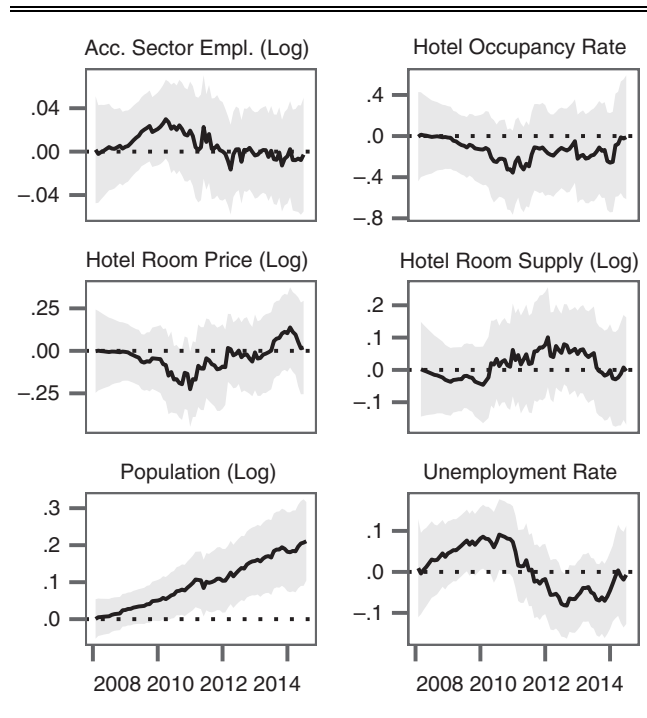 Acc. Sector Empl. (Log)
.04
.00
–.04
Hotel Occupancy Rate
.4
.0
–.4
–.8
Hotel Room Price (Log)
.25
.00
–.25
Hotel Room Supply (Log)
.2
.1
.0
–.1
Population (Log)
.3
.2
.1
.0
2008 2010 2012 2014
Unemployment Rate
.1
.0
–.1
2008 2010 2012 2014